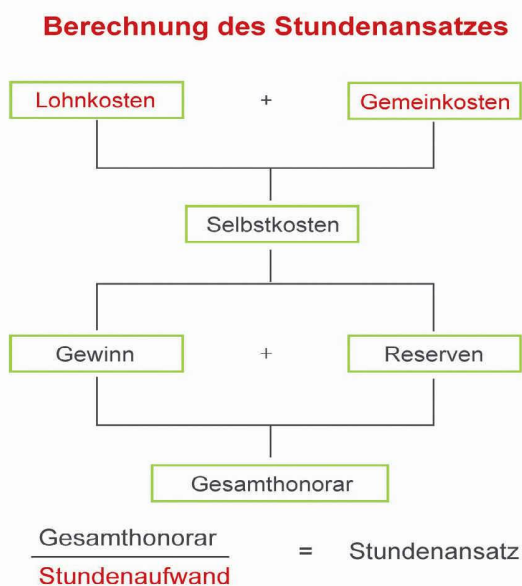 Berechnung des Stundenansatzes
Lohnkosten + Gemeinkosten
Selbstkosten
Gewinn + Reserven
Gesamthonorar
Gesamthonorar
Stundenaufwand
= Stundenansatz